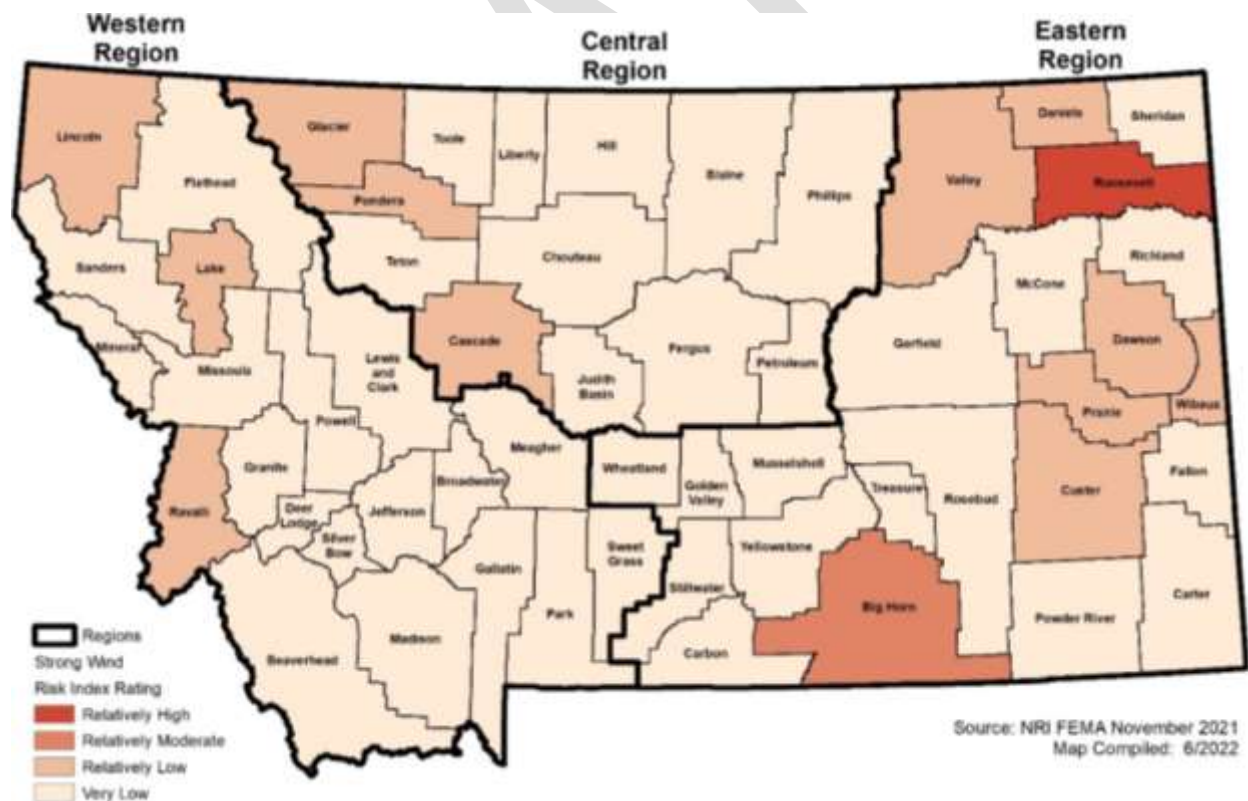 Western
Region
Central
Region
Eastern
Region
Lincoln
Flathead
Glacier
Toole
Liberty
Hill
Blaine
Phillips
Valley
Daniels
Sheridan
Roosevelt
Pondera
Teton
Chouteau
Sanders
Lake
Richland
McCone
Mineral
Missoula
Lewis
and
Clark
Cascade
Judith
Basin
Fergus
Petroleum
Garfield
Dawson
Prairie
Wibaux
Powell
Granite
Meagher
Wheatland
Golden
Valley
Musselshell
Treasure
Rosebud
Custer
Fallon
Ravalli
Deer
Lodge
Silver
Bow
Jefferson
Broadwater
Gallatin
Park
Sweet
Grass
Stillwater
Yellowstone
Big Horn
Powder River
Carter
Beaverhead
Madison
Carbon
Regions
Strong Wind
Risk Index Rating
Relatively High
Relatively Moderate
Relatively Low
Very Low
Source: NRI FEMA November 2021
Map Compiled: 6/2022